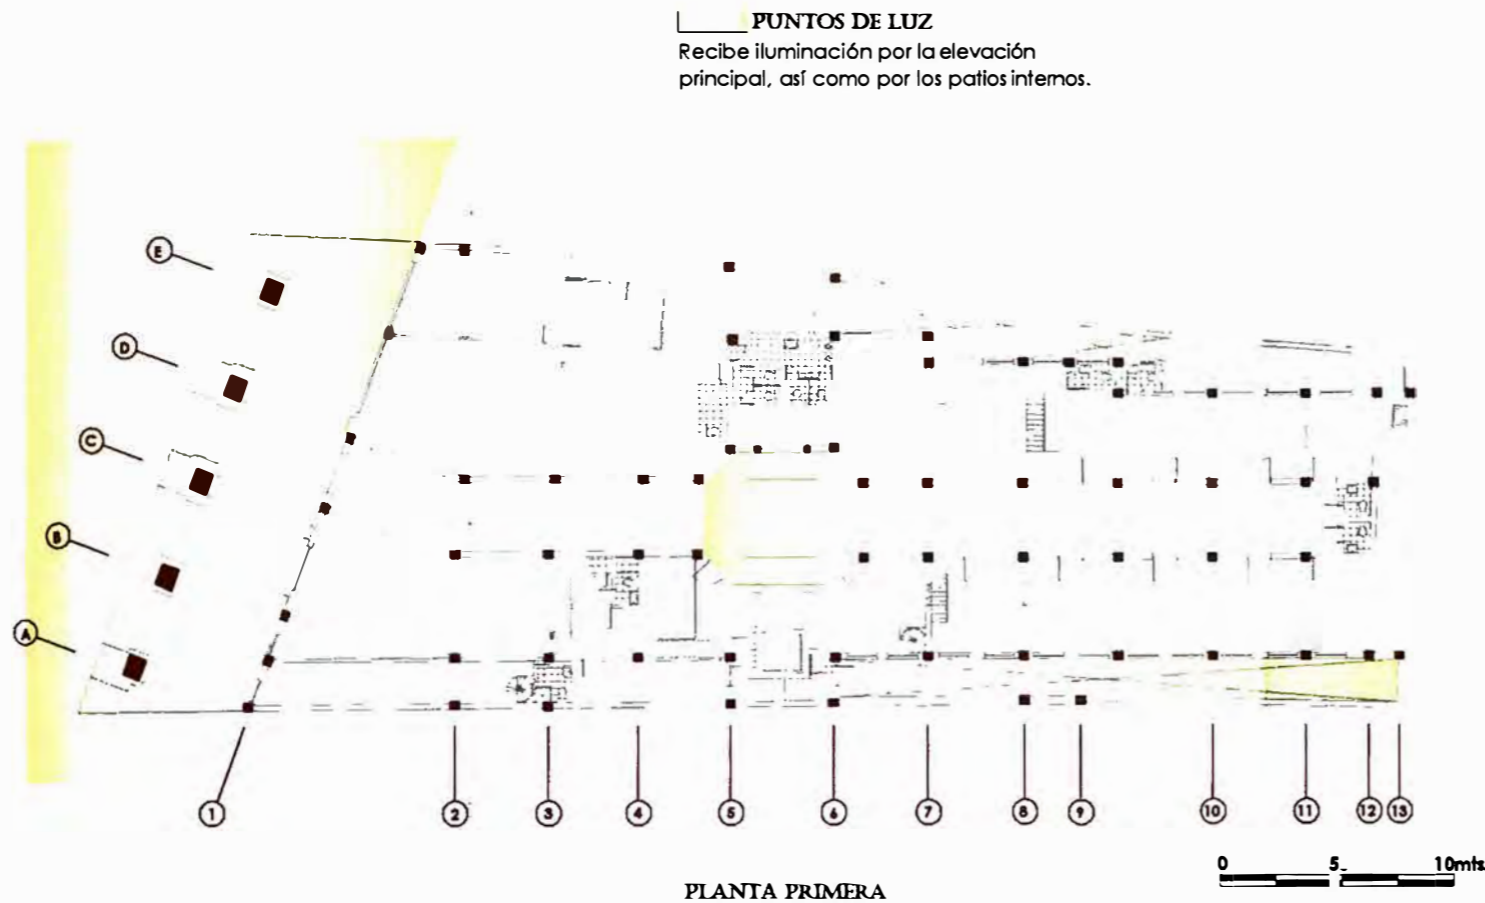 PUNTOS DE LUZ
Recibe iluminación por la elevación
principal, así como por los patios internos.
E
D
C
B
A
1 2 3 4 5 6 7 8 9 10 11 12 13
0 5 10mts
PLANTA PRIMERA